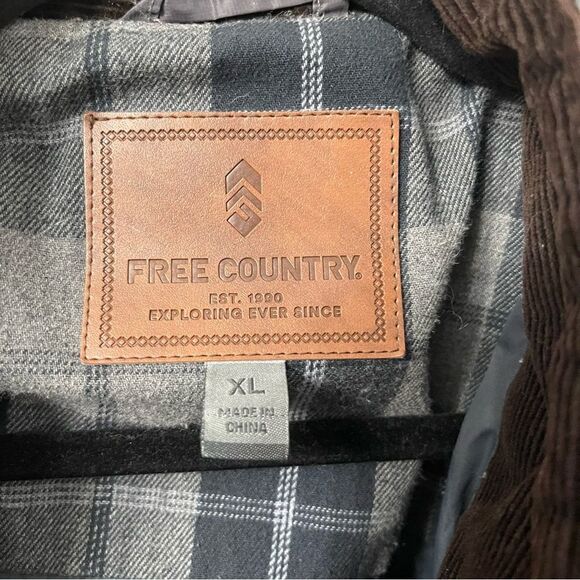 FREE COUNTRY®
EST. 1990
EXPLORING EVER SINCE
XL
MADE IN
CHINA